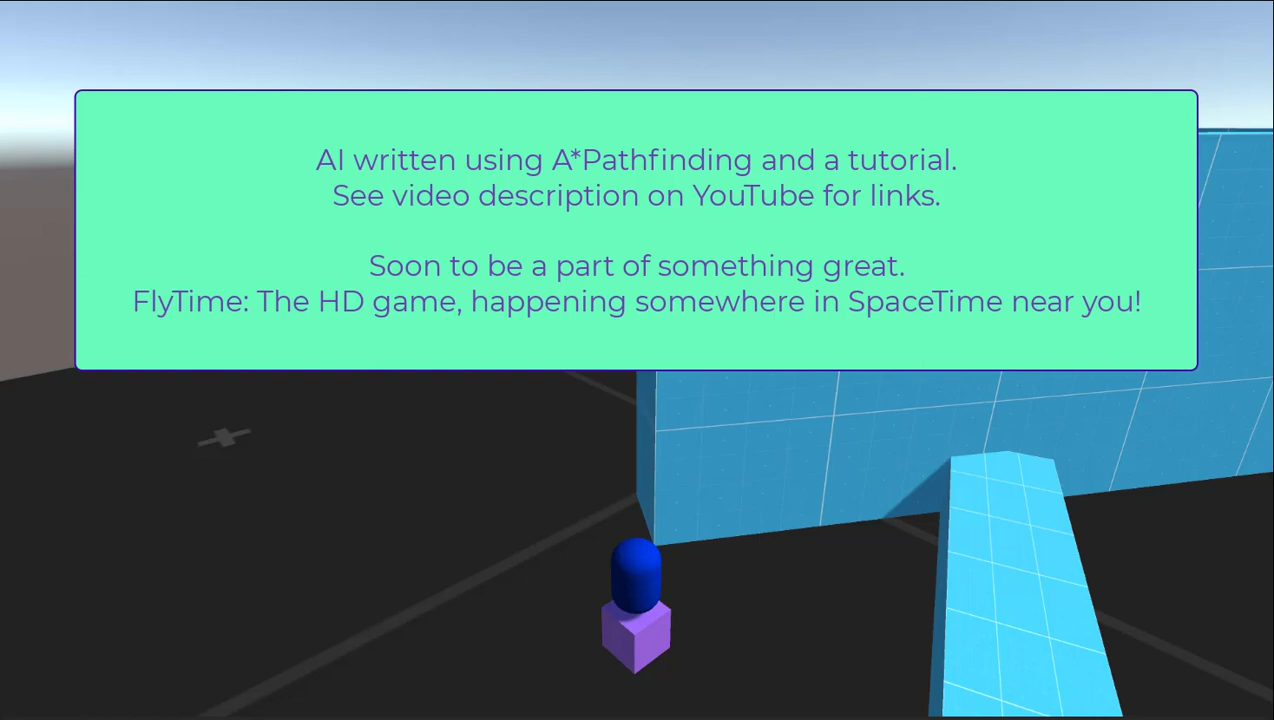 AI written using A*Pathfinding and a tutorial.
See video description on YouTube for links.
Soon to be a part of something great.
FlyTime: The HD game, happening somewhere in SpaceTime near you!